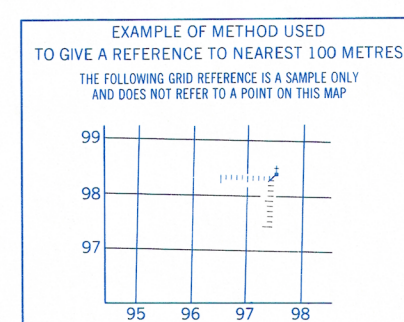 EXAMPLE OF METHOD USED
TO GIVE A REFERENCE TO NEAREST 100 METRES
THE FOLLOWING GRID REFERENCE IS A SAMPLE ONLY
AND DOES NOT REFER TO A POINT ON THIS MAP
99
98
97
95 96 97 98